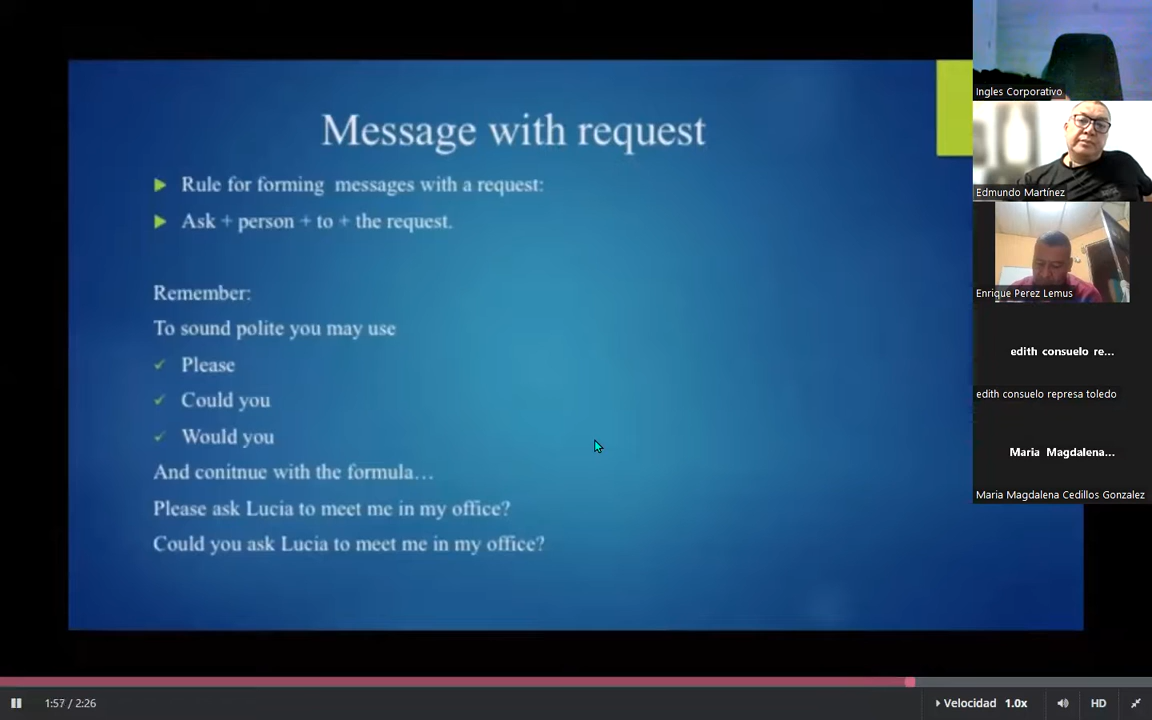 Message with request
Rule for forming messages with a request:
Ask + person + to + the request.
Remember:
To sound polite you may use
Please
Could you
Would you
And conitnue with the formula…
Please ask Lucia to meet me in my office?
Could you ask Lucia to meet me in my office?
Ingles Corporativo
Edmundo Martínez
Enrique Perez Lemus
edith consuelo re...
edith consuelo represa toledo
Maria Magdalena...
Maria Magdalena Cedillos Gonzalez
1:57 / 2:26
Velocidad 1.0x
HD